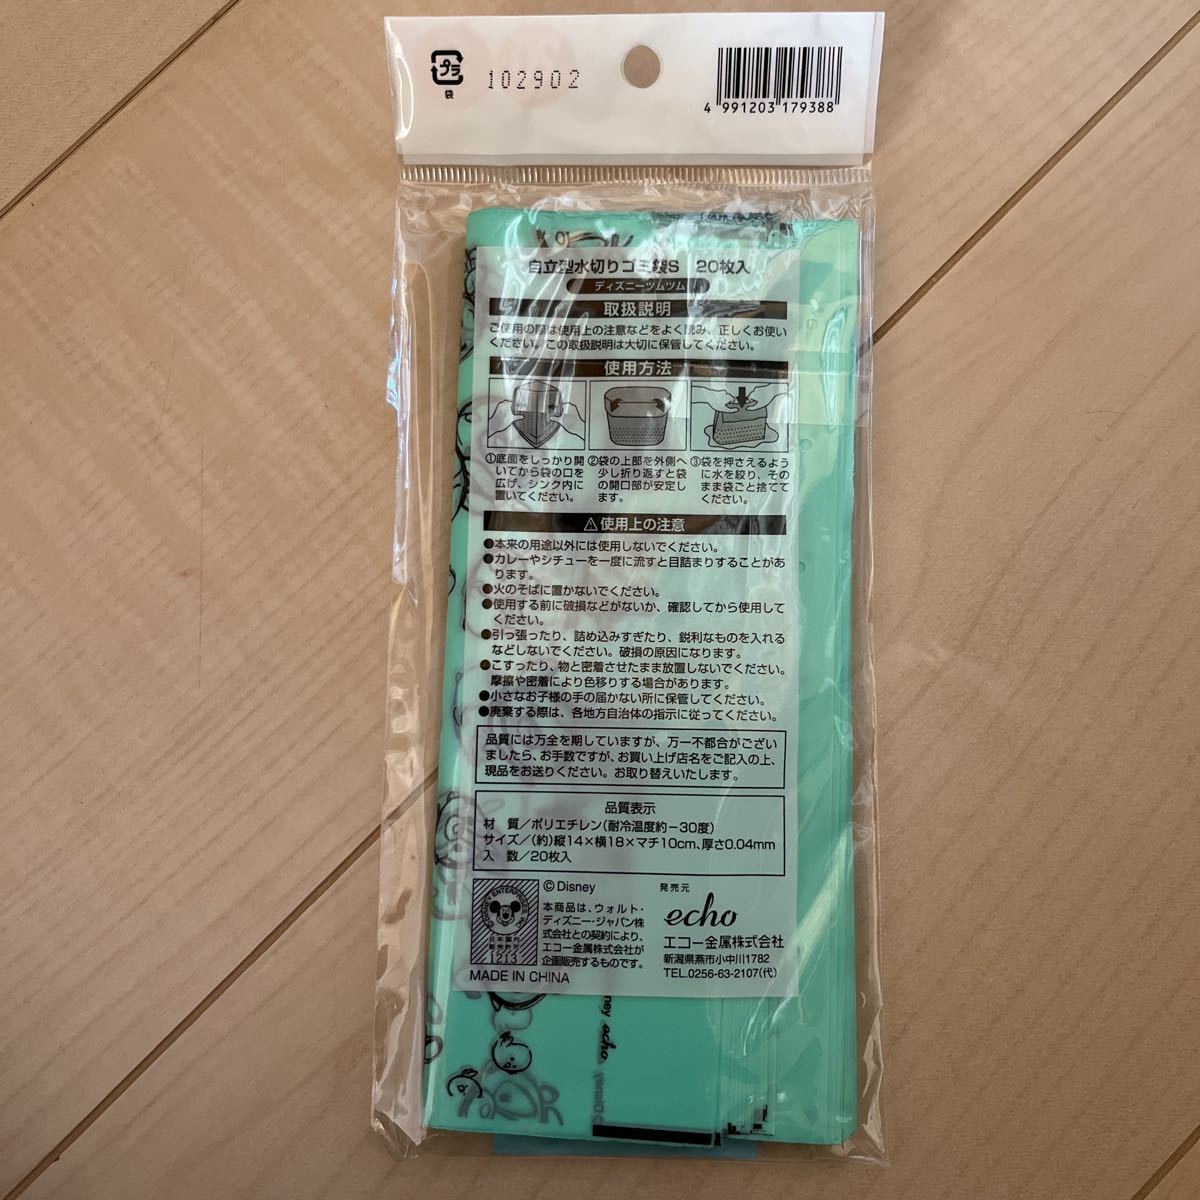 プラ
袋
102902
4 991203 179388
自立型水切りゴミ袋S 20枚入
ディズニーツムツム
取扱説明
ご使用の際は使用上の注意などをよく読み、正しくお使い
ください。この取扱説明は大切に保管してください。
使用方法
①底面をしっかり開
いてから袋の口を
広げ、シンク内に
置いてください。
②袋の上部を外側へ
少し折り返すと袋
の開口部が安定し
ます。
③袋を押さえるよう
に水を絞り、その
まま袋ごと捨てて
ください。
⚠使用上の注意
●本来の用途以外には使用しないでください。
●カレーやシチューを一度に流すと目詰まりすることがあ
ります。
●火のそばに置かないでください。
●使用する前に破損などがないか、確認してから使用して
ください。
●引っ張ったり、詰め込みすぎたり、鋭利なものを入れる
などしないでください。破損の原因になります。
●こすったり、物と密着させたまま放置しないでください。
摩擦や密着により色移りする場合があります。
●小さなお子様の手の届かない所に保管してください。
●廃棄する際は、各地方自治体の指示に従ってください。
品質には万全を期していますが、万一不都合がござい
ましたら、お手数ですが、お買い上げ店名をご記入の上、
現品をお送りください。お取り替えいたします。
品質表示
材 質/ポリエチレン(耐冷温度約−30度)
サイズ/(約)縦14×横18×マチ10cm、厚さ0.04mm
入 数/20枚入
©DISNEY ENTERPRISES, INC.
日本国内
販売許可
1213
©Disney
本商品は、ウォルト・
ディズニー・ジャパン株
式会社との契約により、
エコー金属株式会社が
企画販売するものです。
MADE IN CHINA
発売元
echo
エコー金属株式会社
新潟県燕市小中川1782
TEL.0256-63-2107(代)
ney echo
Disney